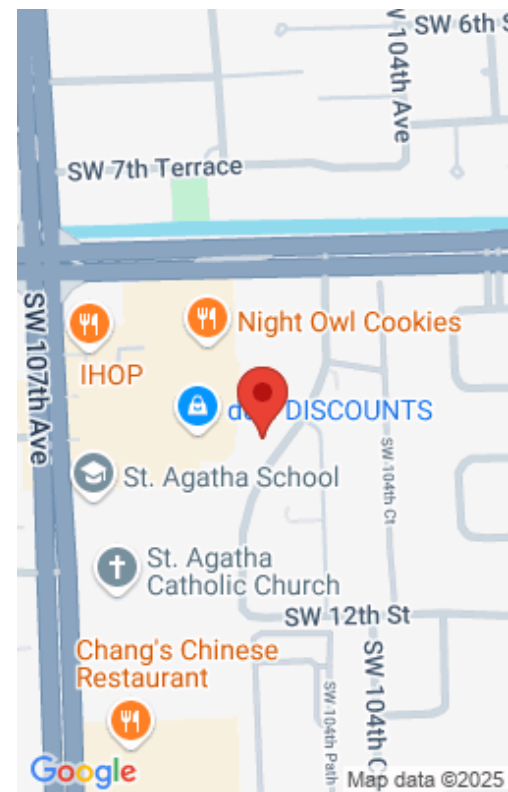 SW 6th S
V 104th Ave
SW 7th Terrace
SW 107th Ave
Night Owl Cookies
IHOP
DISCOUNTS
SW 104th Ct
St. Agatha School
St. Agatha
Catholic Church
SW 12th St
Chang's Chinese
Restaurant
SW 104th Path
SW 104th C
Google
Map data ©2025